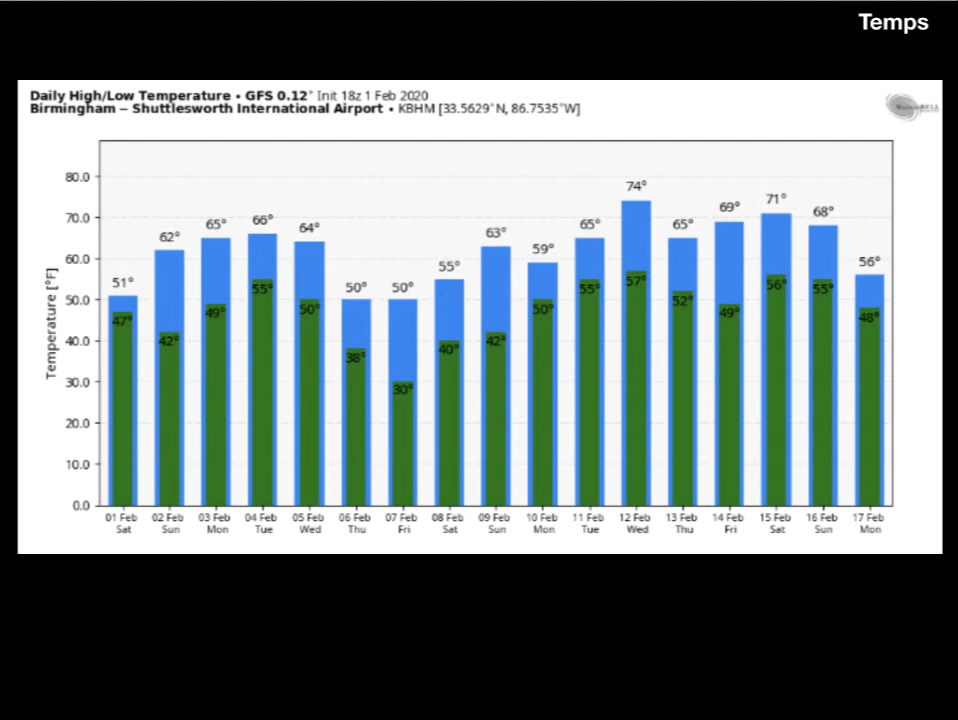 Temps
Daily High/Low Temperature • GFS 0.12° Init 18z 1 Feb 2020
Birmingham − Shuttlesworth International Airport • KBHM [33.5629°N, 86.7535°W]
80.0
70.0
60.0
50.0
40.0
30.0
20.0
10.0
0.0
Temperature [°F]
51° 62° 65° 66° 64° 50° 50° 55° 63° 59° 65° 74° 65° 69° 71° 68° 56°
47° 42° 49° 55° 50° 38° 30° 40° 42° 50° 55° 57° 52° 49° 56° 55° 48°
01 Feb 02 Feb 03 Feb 04 Feb 05 Feb 06 Feb 07 Feb 08 Feb 09 Feb 10 Feb 11 Feb 12 Feb 13 Feb 14 Feb 15 Feb 16 Feb 17 Feb
Sat Sun Mon Tue Wed Thu Fri Sat Sun Mon Tue Wed Thu Fri Sat Sun Mon